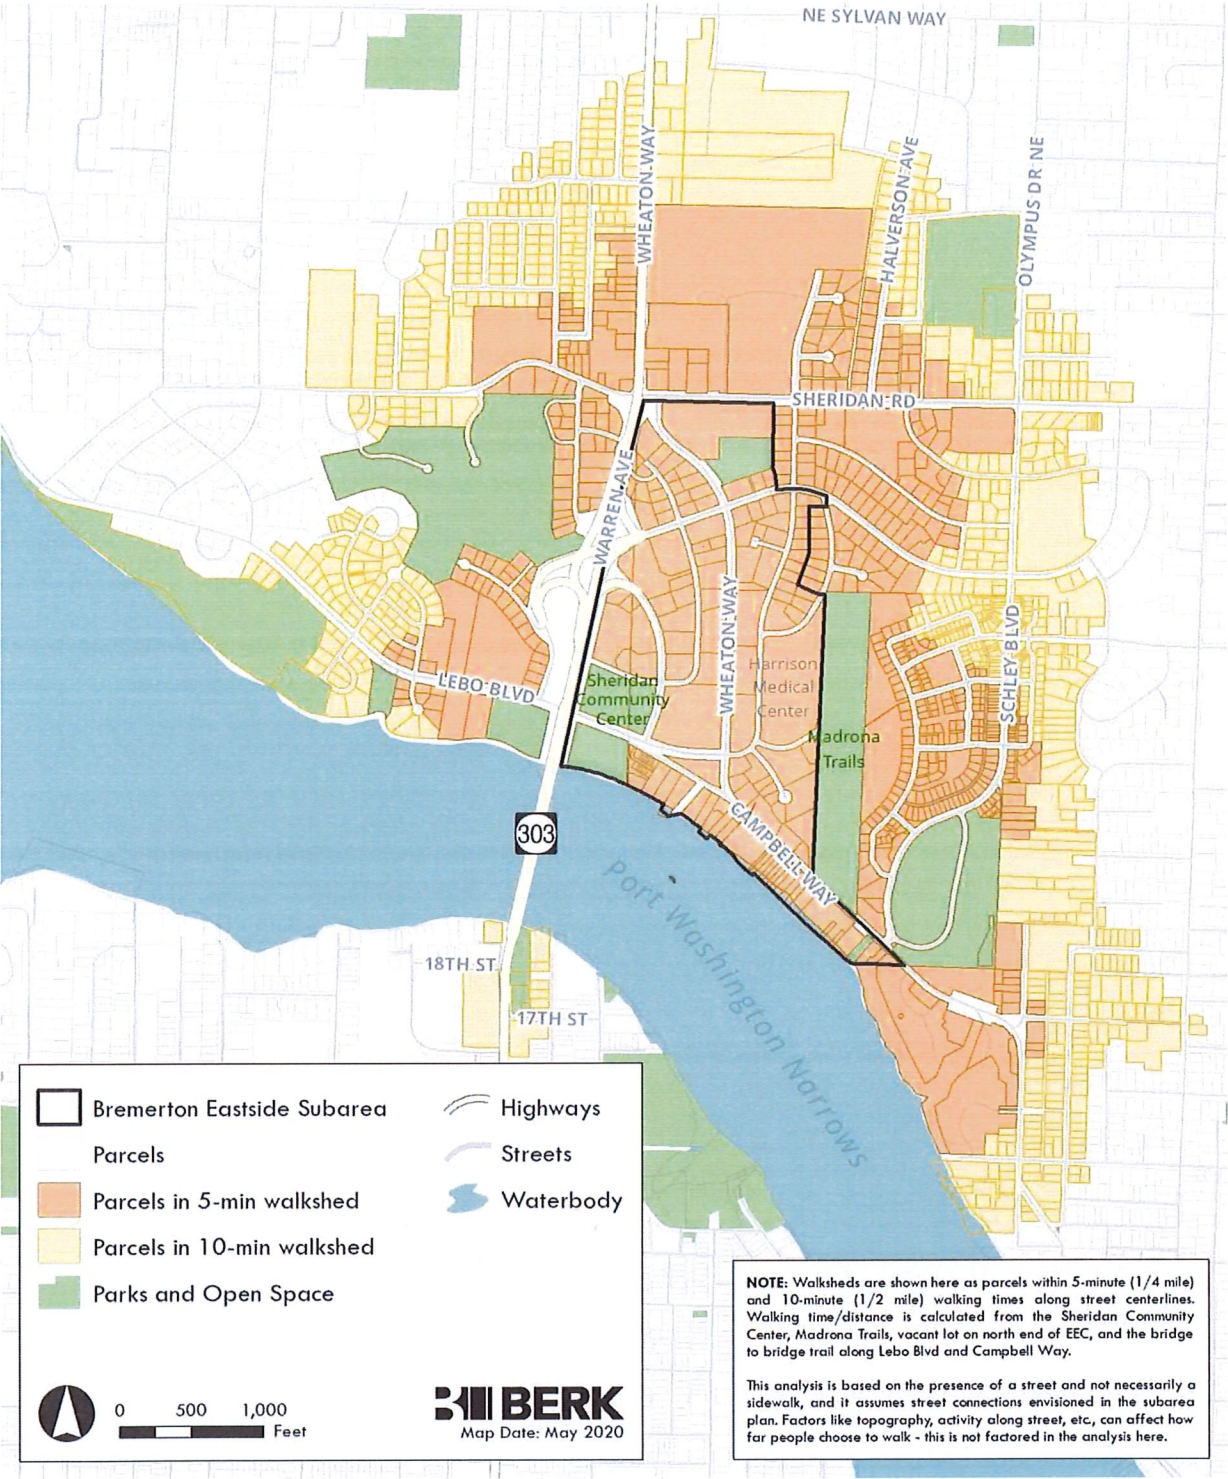 NE SYLVAN WAY
WHEATON WAY
HALVERSON AVE
OLYMPUS DR NE
SHERIDAN RD
WARREN AVE
WHEATON WAY
SCHLEY BLVD
Harrison
Medical
Center
LEBO BLVD
Sheridan
Community
Center
Madrona
Trails
CAMPBELL WAY
303
Port Washington Narrows
18TH ST
17TH ST
Bremerton Eastside Subarea
Parcels
Parcels in 5-min walkshed
Parcels in 10-min walkshed
Parks and Open Space
Highways
Streets
Waterbody
0 500 1,000
Feet
BERK
Map Date: May 2020
NOTE: Walksheds are shown here as parcels within 5-minute (1/4 mile)
and 10-minute (1/2 mile) walking times along street centerlines.
Walking time/distance is calculated from the Sheridan Community
Center, Madrona Trails, vacant lot on north end of EEC, and the bridge
to bridge trail along Lebo Blvd and Campbell Way.
This analysis is based on the presence of a street and not necessarily a
sidewalk, and it assumes street connections envisioned in the subarea
plan. Factors like topography, activity along street, etc, can affect how
far people choose to walk - this is not factored in the analysis here.